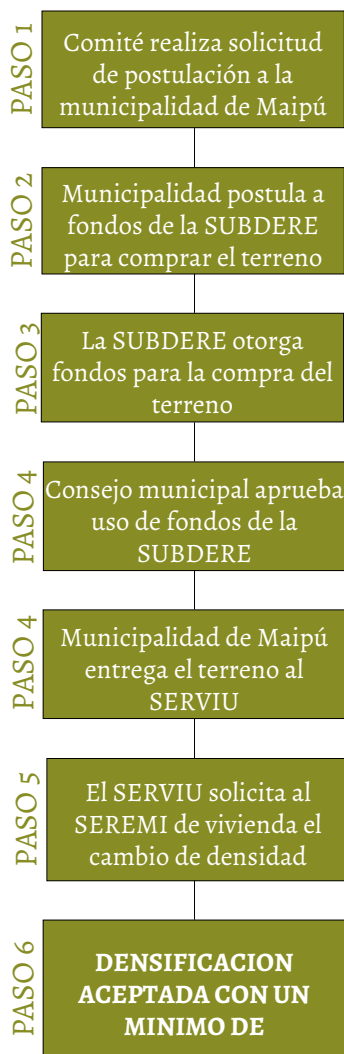 PASO 1
Comité realiza solicitud
de postulación a la
municipalidad de Maipú
PASO 2
Municipalidad postula a
fondos de la SUBDERE
para comprar el terreno
PASO 3
La SUBDERE otorga
fondos para la compra del
terreno
PASO 4
Consejo municipal aprueba
uso de fondos de la
SUBDERE
PASO 4
Municipalidad de Maipú
entrega el terreno al
SERVIU
PASO 5
El SERVIU solicita al
SEREMI de vivienda el
cambio de densidad
PASO 6
DENSIFICACION
ACEPTADA CON UN
MINIMO DE